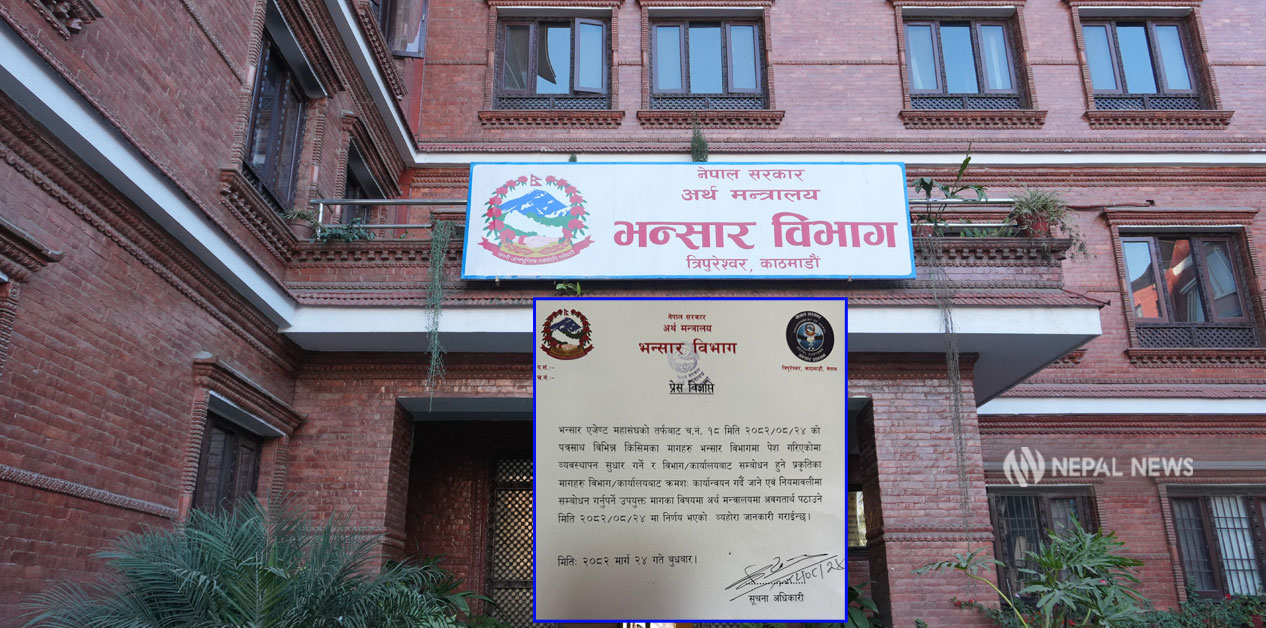 नेपाल सरकार
अर्थ मन्त्रालय
भन्सार विभाग
त्रिपुरेश्वर, काठमाडौं
नेपाल सरकार
अर्थ मन्त्रालय
भन्सार विभाग
त्रिपुरेश्वर, काठमाडौं, नेपाल
प.सं.:-
च.नं.:-
प्रेस विज्ञप्ति
भन्सार एजेण्ट महासंघको तर्फबाट च.नं. १८ मिति २०८२/०८/२४ को
पत्रसाथ विभिन्न किसिमका मागहरु भन्सार विभागमा पेश गरिएकोमा
व्यवस्थापन सुधार गर्ने र विभाग/कार्यालयबाट सम्बोधन हुने प्रकृतिका
मागहरु विभाग/कार्यालयबाट क्रमशः कार्यान्वयन गर्दै जाने एवं नियमावलीमा
सम्बोधन गर्नुपर्ने उपयुक्त मागका विषयमा अर्थ मन्त्रालयमा अवगतार्थ पठाउने
मिति २०८२/०८/२४ मा निर्णय भएको व्यहोरा जानकारी गराईन्छ।
मितिः २०८२ मार्ग २४ गते बुधवार।
सूचना अधिकारी
NEPAL NEWS